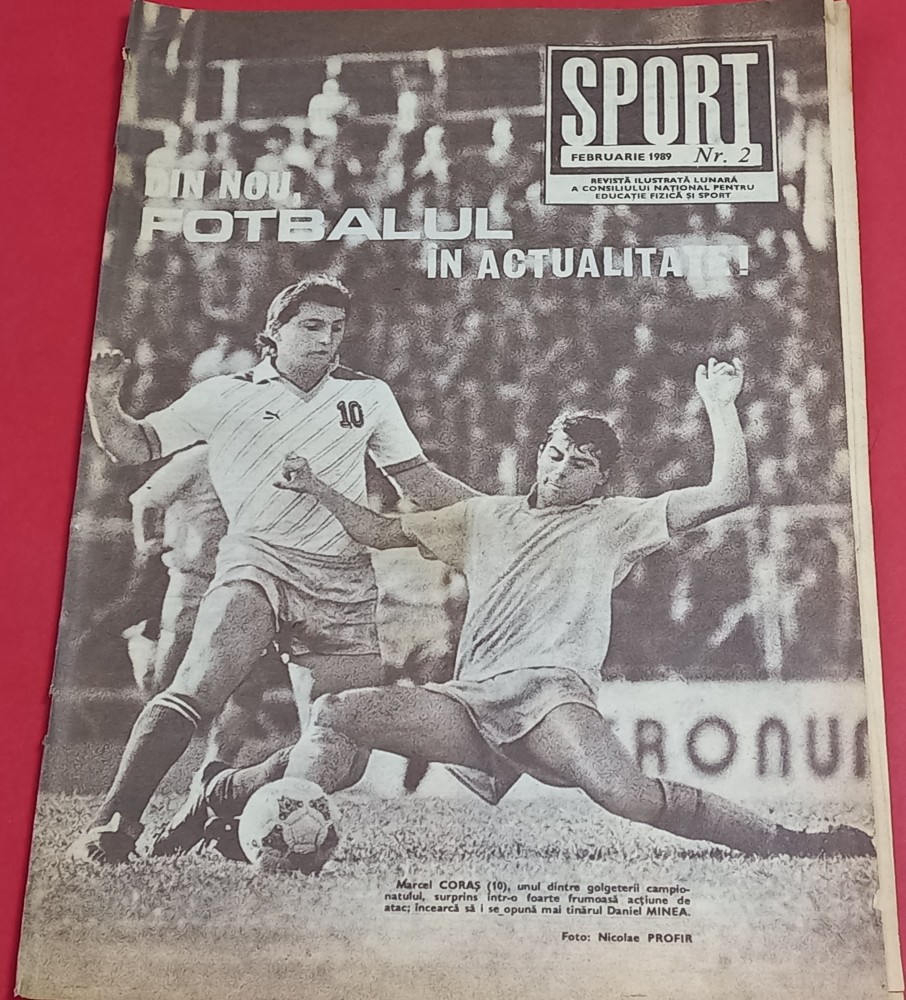 SPORT
FEBRUARIE 1989 Nr. 2
REVISTĂ ILUSTRATĂ LUNARĂ
A CONSILIULUI NAȚIONAL PENTRU
EDUCAȚIE FIZICĂ ȘI SPORT
DIN NOU,
FOTBALUL
ÎN ACTUALITATE!
10
RONUM
Marcel CORAȘ (10), unul dintre golgeterii campio-
natului, surprins într-o foarte frumoasă acțiune de
atac; încearcă să i se opună mai tînărul Daniel MINEA.
Foto: Nicolae PROFIR